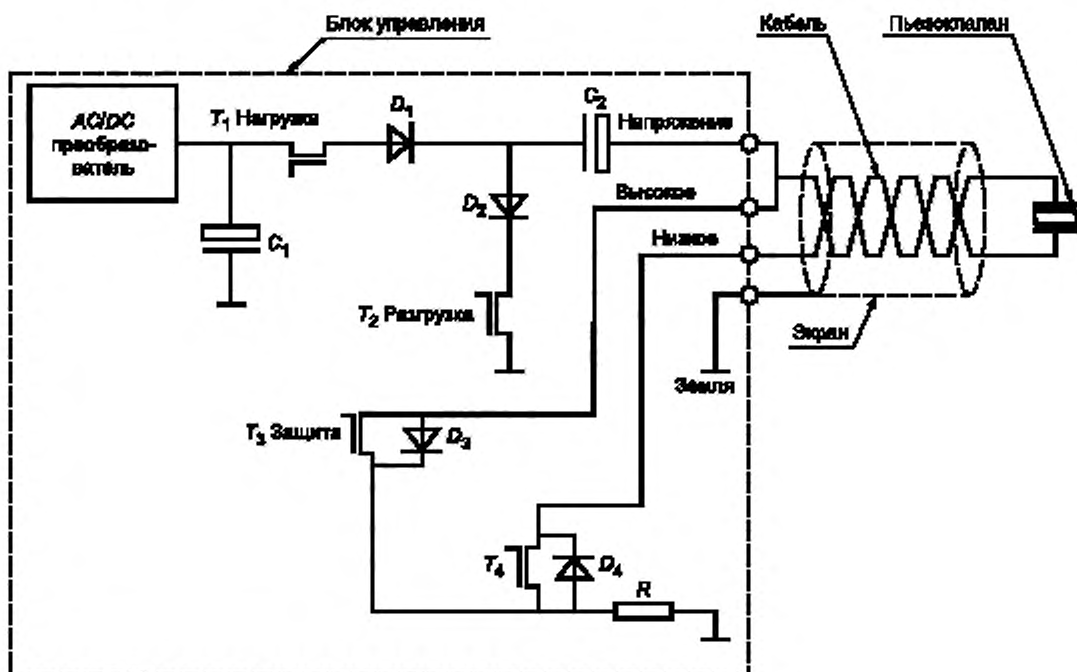 Блок управления
Кабель
Пьезоклапан
AC/DC
преобразо-
ватель
T₁ Нагрузка
D₁
C₂
Напряжение
Высокое
D₂
C₁
Низкое
T₂ Разгрузка
Экран
Земля
T₃ Защита
D₃
T₄
D₄
R